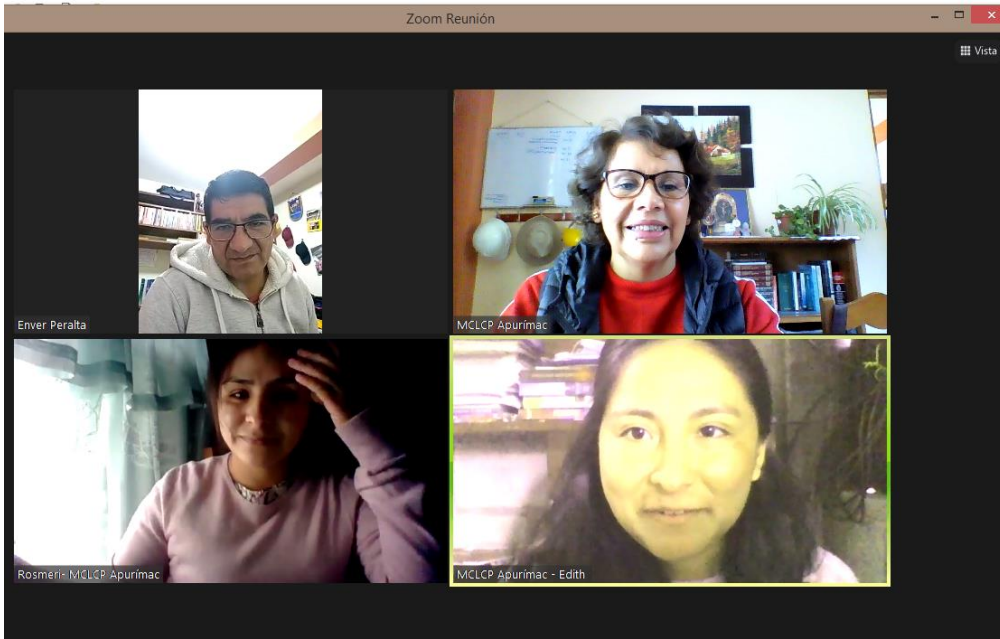 Zoom Reunión
Vista
Enver Peralta
MCLCP Apurímac
Rosmeri- MCLCP Apurímac
MCLCP Apurímac - Edith